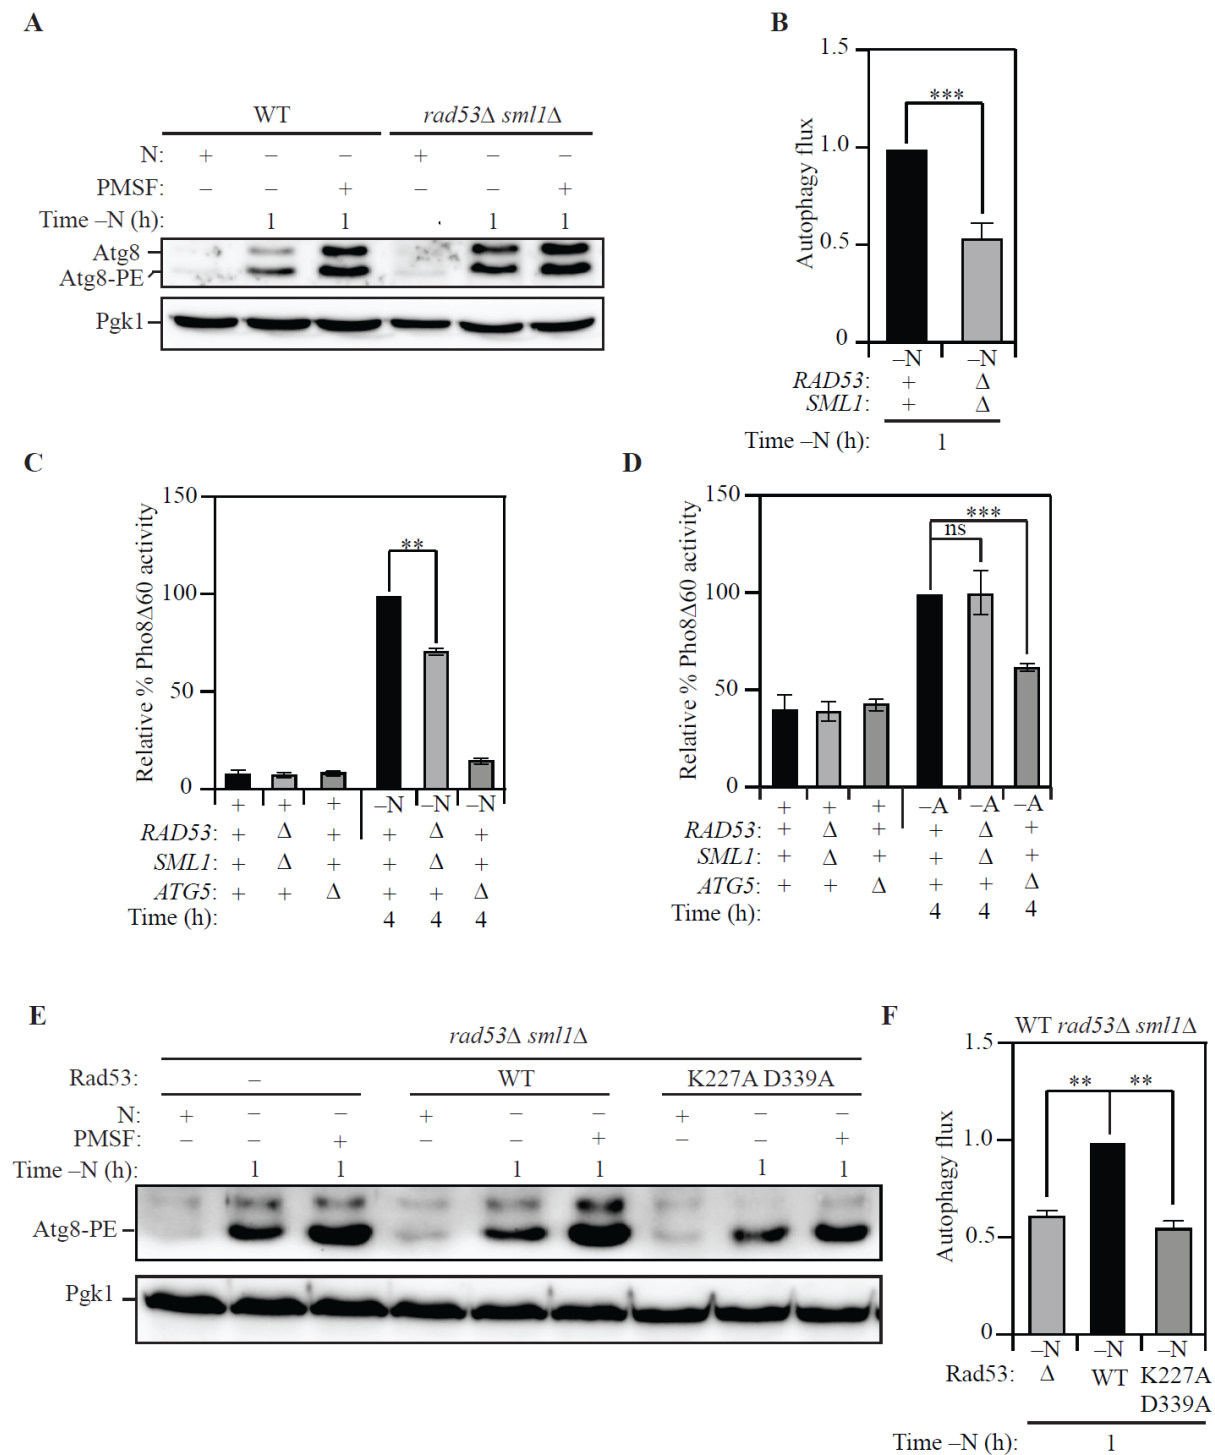 A
WT rad53Δ sml1Δ
N: + – – + – –
PMSF: – – + – – +
Time –N (h): 1 1 1 1
Atg8
Atg8-PE
Pgk1
B
1.5
1.0
0.5
0
Autophagy flux
***
–N –N
RAD53: + Δ
SML1: + Δ
Time –N (h): 1
C
150
100
50
0
Relative % Pho8Δ60 activity
**
+ + + –N –N –N
RAD53: + Δ + + Δ +
SML1: + Δ + + Δ +
ATG5: + + Δ + + Δ
Time (h): 4 4 4
D
150
100
50
0
Relative % Pho8Δ60 activity
***
ns
+ + + –A –A –A
RAD53: + Δ + + Δ +
SML1: + Δ + + Δ +
ATG5: + + Δ + + Δ
Time (h): 4 4 4
E
rad53Δ sml1Δ
Rad53: – WT K227A D339A
N: + – – + – – + – –
PMSF: – – + – – + – – +
Time –N (h): 1 1 1 1 1 1
Atg8-PE
Pgk1
F
WT rad53Δ sml1Δ
1.5
1.0
0.5
0
Autophagy flux
** **
–N –N –N
Rad53: Δ WT K227A
D339A
Time –N (h): 1